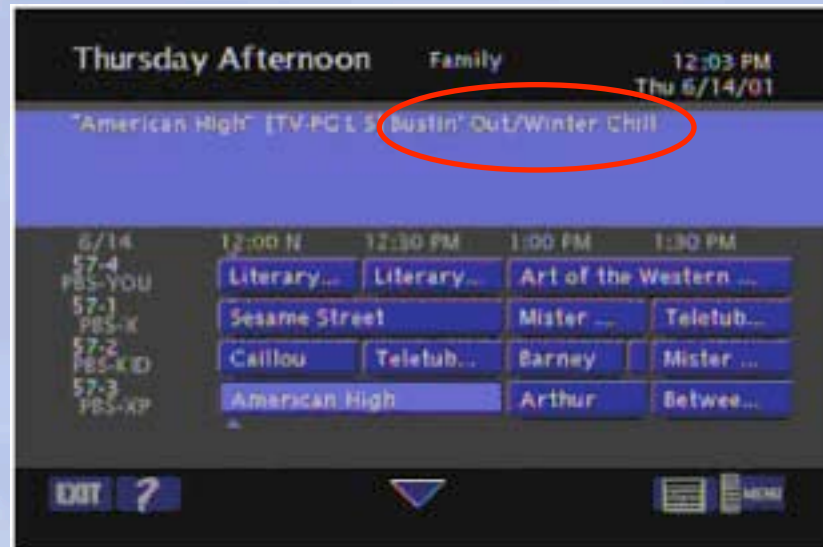 Thursday Afternoon Family 12:03 PM
Thu 6/14/01
"American High" [TV-PG L S] Bustin' Out/Winter Chill
6/14 12:00 N 12:30 PM 1:00 PM 1:30 PM
57-4 PBS-YOU Literary... Literary... Art of the Western ...
57-1 PBS-X Sesame Street Mister ... Teletub...
57-2 PBS-KID Caillou Teletub... Barney Mister ...
57-3 PBS-XP American High Arthur Betwee...
EXIT ? MENU